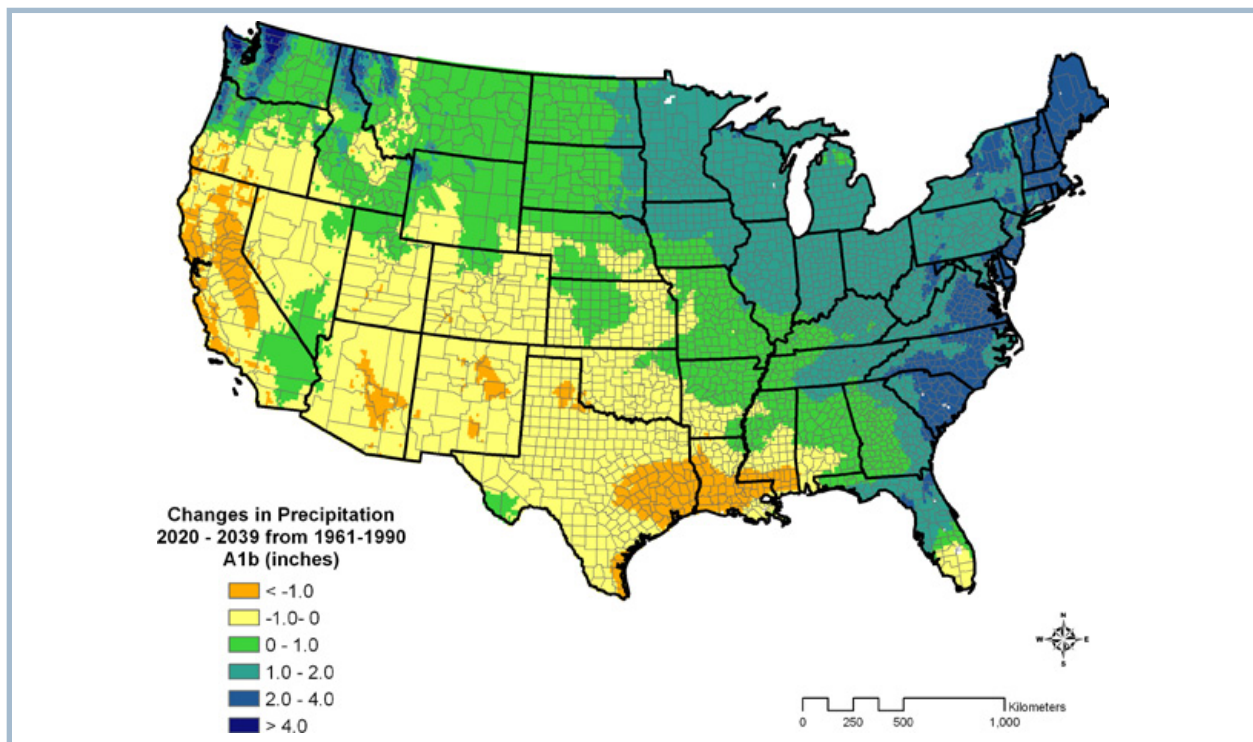 Changes in Precipitation
2020 - 2039 from 1961-1990
A1b (inches)
< -1.0
-1.0- 0
0 - 1.0
1.0 - 2.0
2.0 - 4.0
> 4.0
N
W E
S
Kilometers
0 250 500 1,000